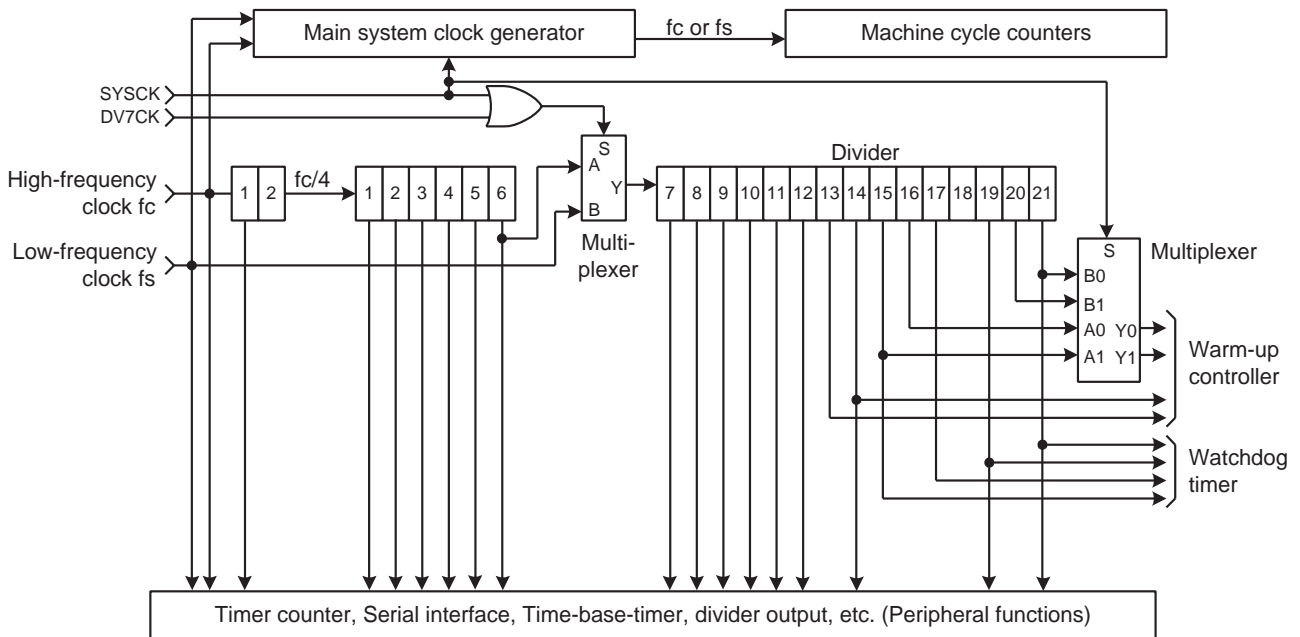 Main system clock generator
fc or fs
Machine cycle counters
SYSCK
DV7CK
S
A
Y
B
Multi-
plexer
High-frequency
clock fc
1 2
fc/4
1 2 3 4 5 6
Divider
7 8 9 10 11 12 13 14 15 16 17 18 19 20 21
Low-frequency
clock fs
S
Multiplexer
B0
B1
A0 Y0
A1 Y1
Warm-up
controller
Watchdog
timer
Timer counter, Serial interface, Time-base-timer, divider output, etc. (Peripheral functions)